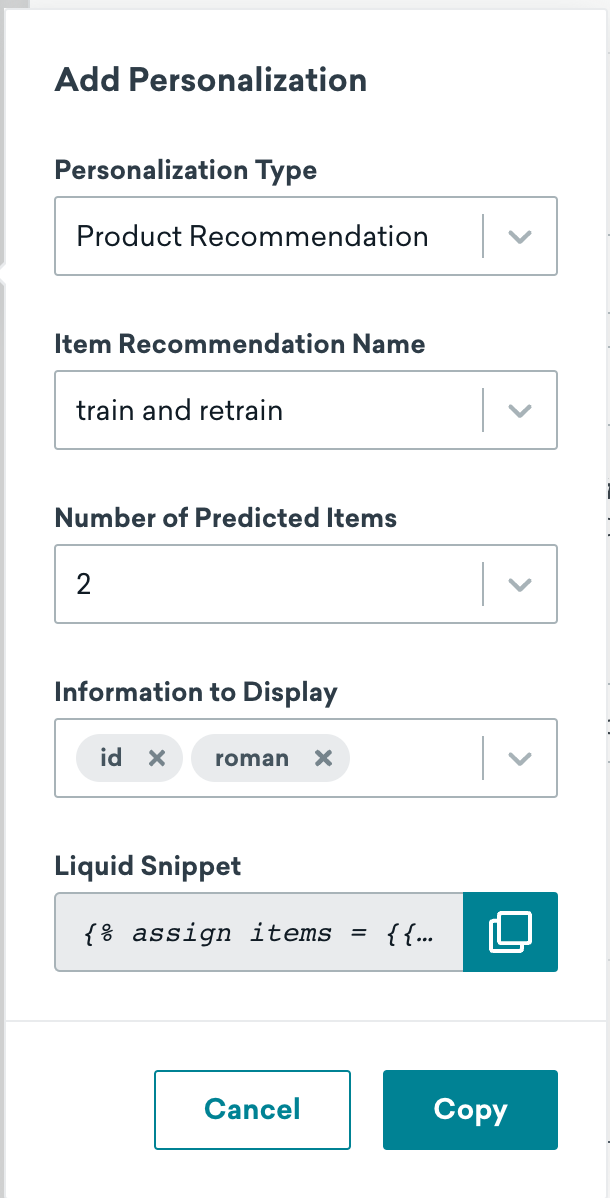 Add Personalization
Personalization Type
Product Recommendation
Item Recommendation Name
train and retrain
Number of Predicted Items
2
Information to Display
id roman
Liquid Snippet
{% assign items = {{…
Cancel Copy